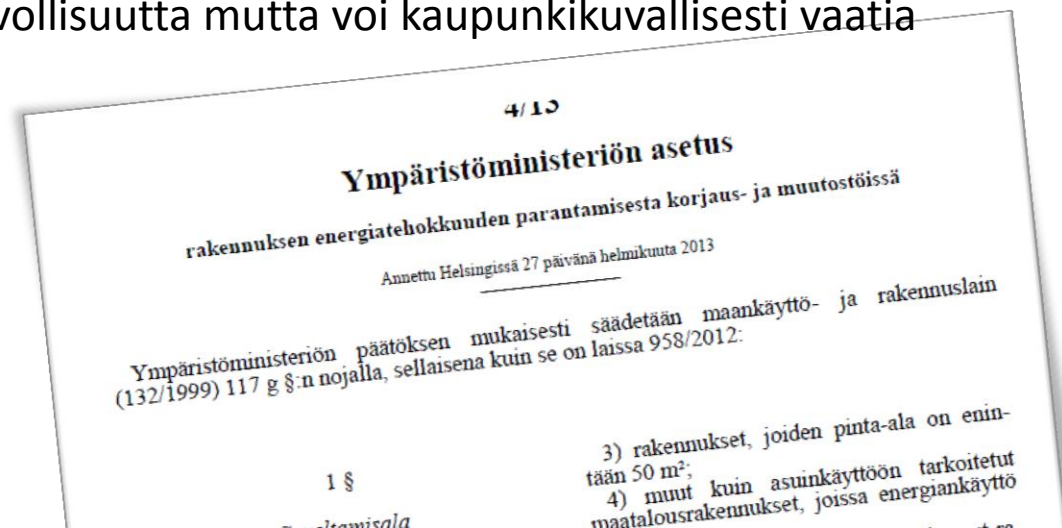 vollisuutta mutta voi kaupunkikuvallisesti vaatia
4/13
Ympäristöministeriön asetus
rakennuksen energiatehokkuuden parantamisesta korjaus- ja muutostöissä
Annettu Helsingissä 27 päivänä helmikuuta 2013
Ympäristöministeriön päätöksen mukaisesti säädetään maankäyttö- ja rakennuslain
(132/1999) 117 g §:n nojalla, sellaisena kuin se on laissa 958/2012:
1 §
3) rakennukset, joiden pinta-ala on enin-
tään 50 m²;
4) muut kuin asuinkäyttöön tarkoitetut
maatalousrakennukset, joissa energiankäyttö